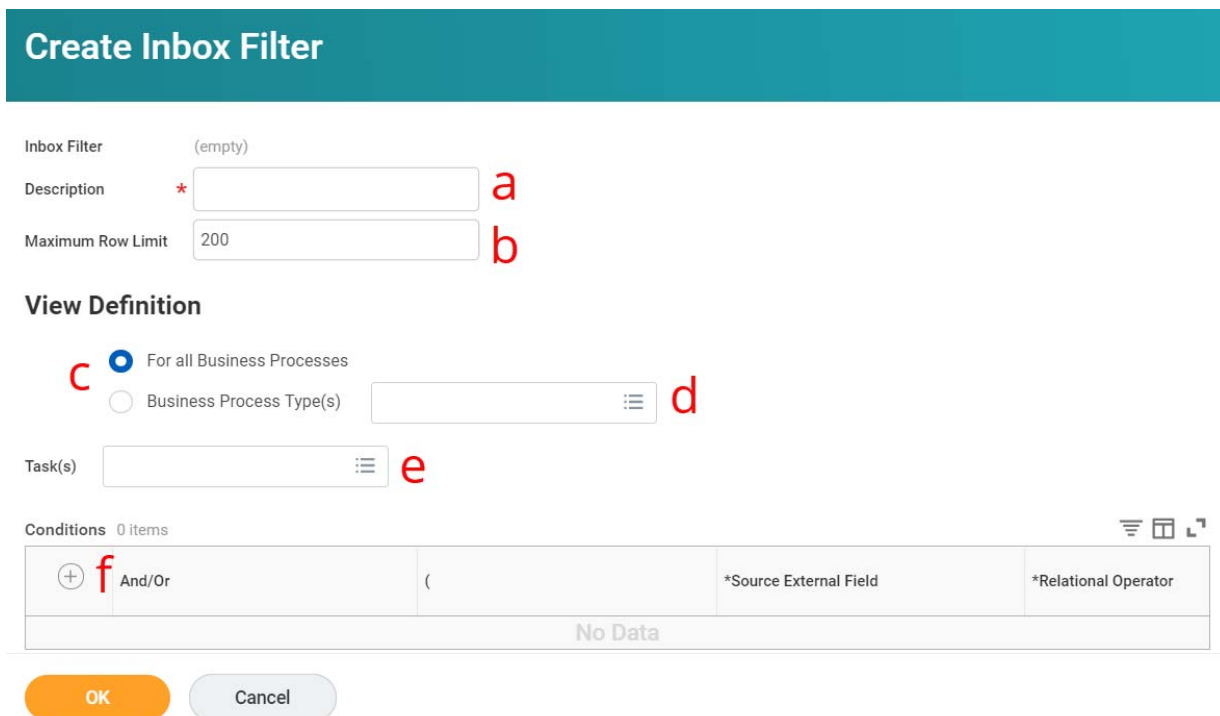 Create Inbox Filter
Inbox Filter (empty)
Description * a
Maximum Row Limit 200 b
View Definition
c For all Business Processes
Business Process Type(s) d
Task(s) e
Conditions 0 items
f And/Or ( *Source External Field *Relational Operator
No Data
OK Cancel